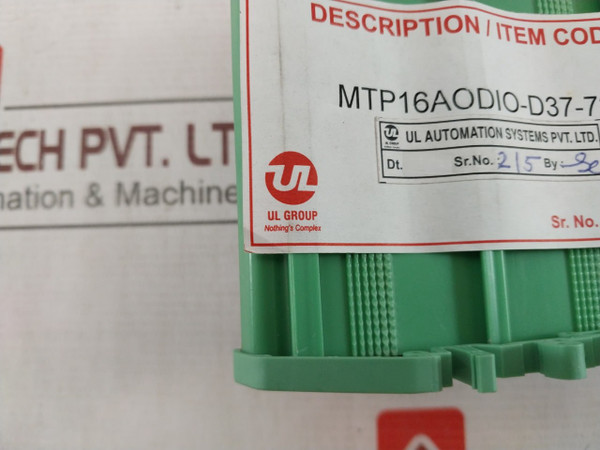 DESCRIPTION / ITEM COD
MTP16AODIO-D37-7
UL AUTOMATION SYSTEMS PVT. LTD.
Dt. Sr.No. 215 By:
UL
UL GROUP
Nothing's Complex
Sr. No.
ECH PVT. LT
mation & Machine